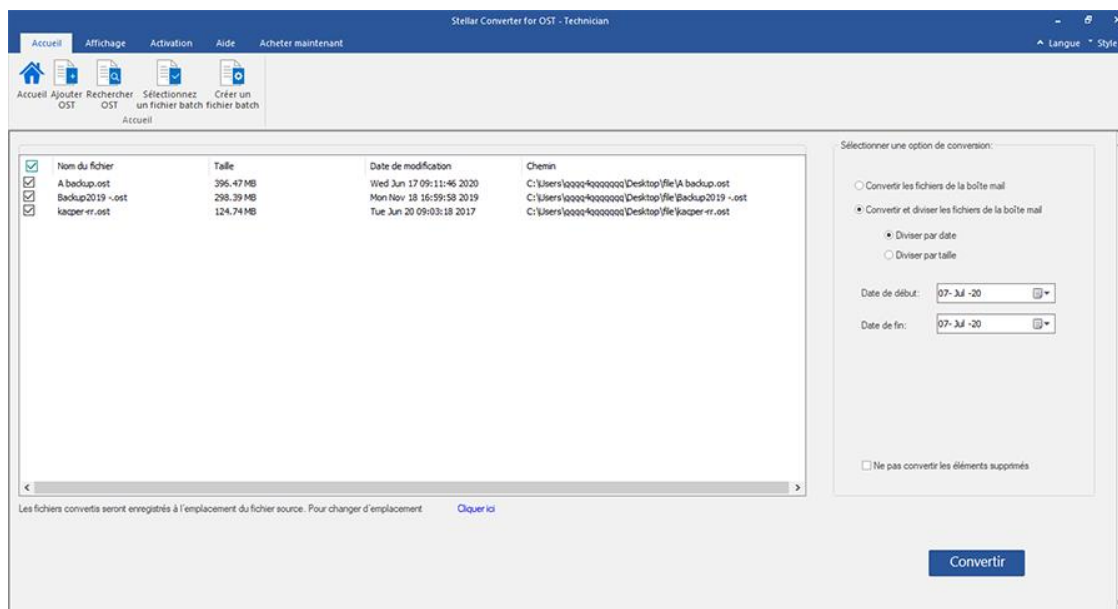 Stellar Converter for OST - Technician
Accueil Affichage Activation Aide Acheter maintenant
Langue Style
Accueil Ajouter OST Rechercher OST Sélectionnez un fichier batch Créer un fichier batch
Accueil
Sélectionner une option de conversion:
Nom du fichier Taille Date de modification Chemin
A backup.ost 396.47 MB Wed Jun 17 09:11:46 2020 C:\Users\qqqq4qqqqqqq\Desktop\file\A backup.ost
Backup2019 -.ost 298.39 MB Mon Nov 18 16:59:58 2019 C:\Users\qqqq4qqqqqqq\Desktop\file\Backup2019 -.ost
kacper-rr.ost 124.74 MB Tue Jun 20 09:03:18 2017 C:\Users\qqqq4qqqqqqq\Desktop\file\kacper-rr.ost
Convertir les fichiers de la boîte mail
Convertir et diviser les fichiers de la boîte mail
Diviser par date
Diviser par taille
Date de début: 07- Jul -20
Date de fin: 07- Jul -20
Ne pas convertir les éléments supprimés
Les fichiers convertis seront enregistrés à l'emplacement du fichier source. Pour changer d'emplacement Cliquer ici
Convertir